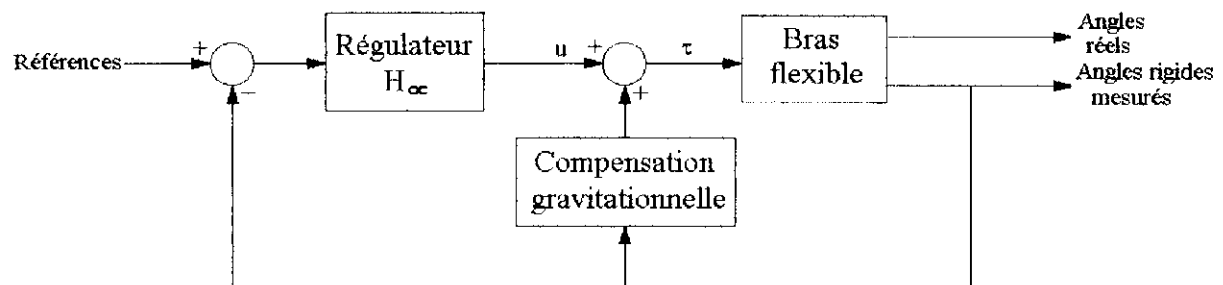 Références
+
−
Régulateur
H∞
u
+
+
τ
Bras
flexible
Angles
réels
Angles rigides
mesurés
Compensation
gravitationnelle